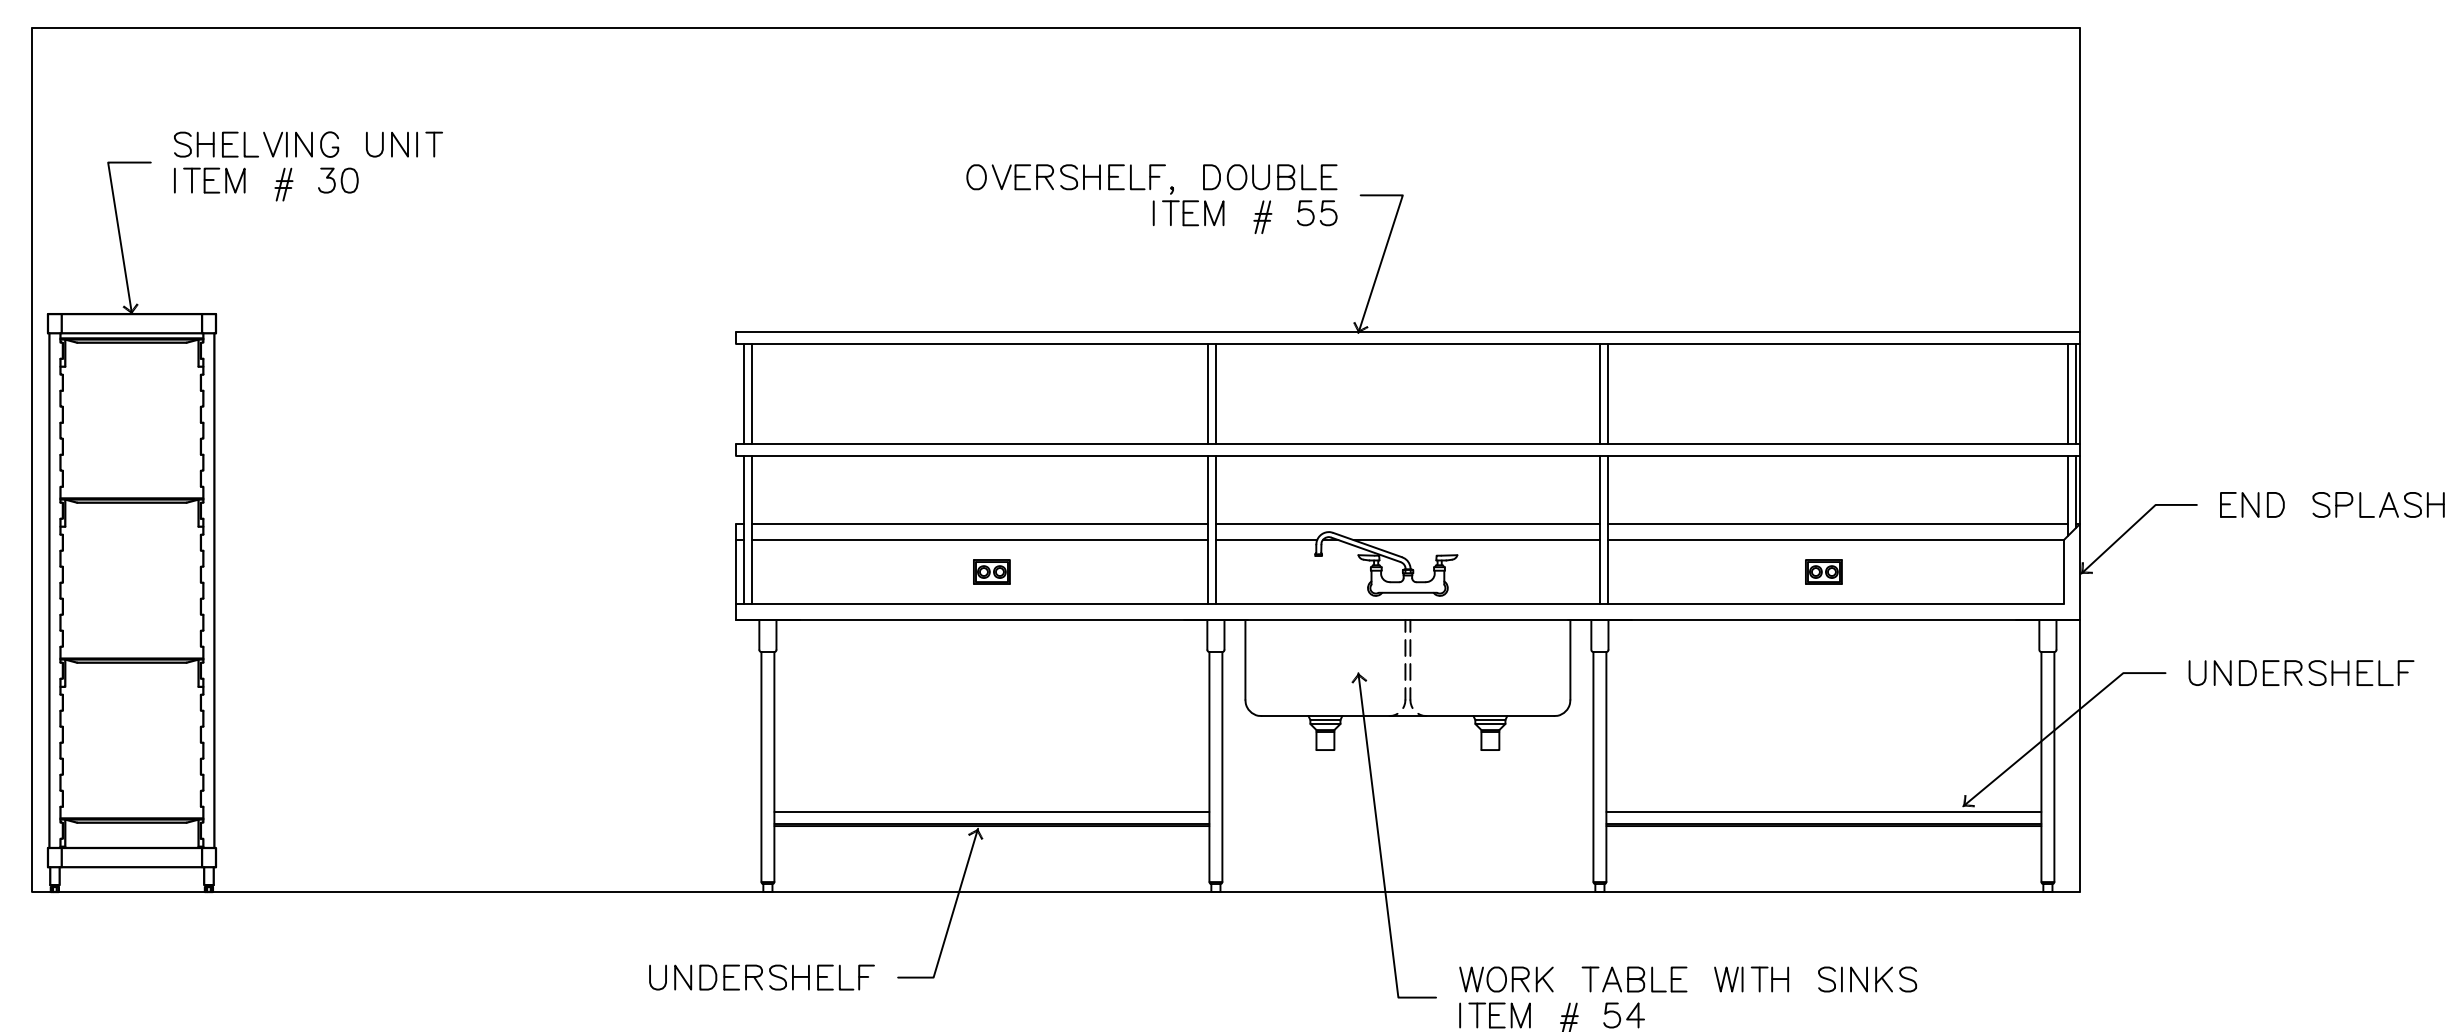 SHELVING UNIT
ITEM # 30
OVERSHELF, DOUBLE
ITEM # 55
END SPLASH
UNDERSHELF
UNDERSHELF
WORK TABLE WITH SINKS
ITEM # 54